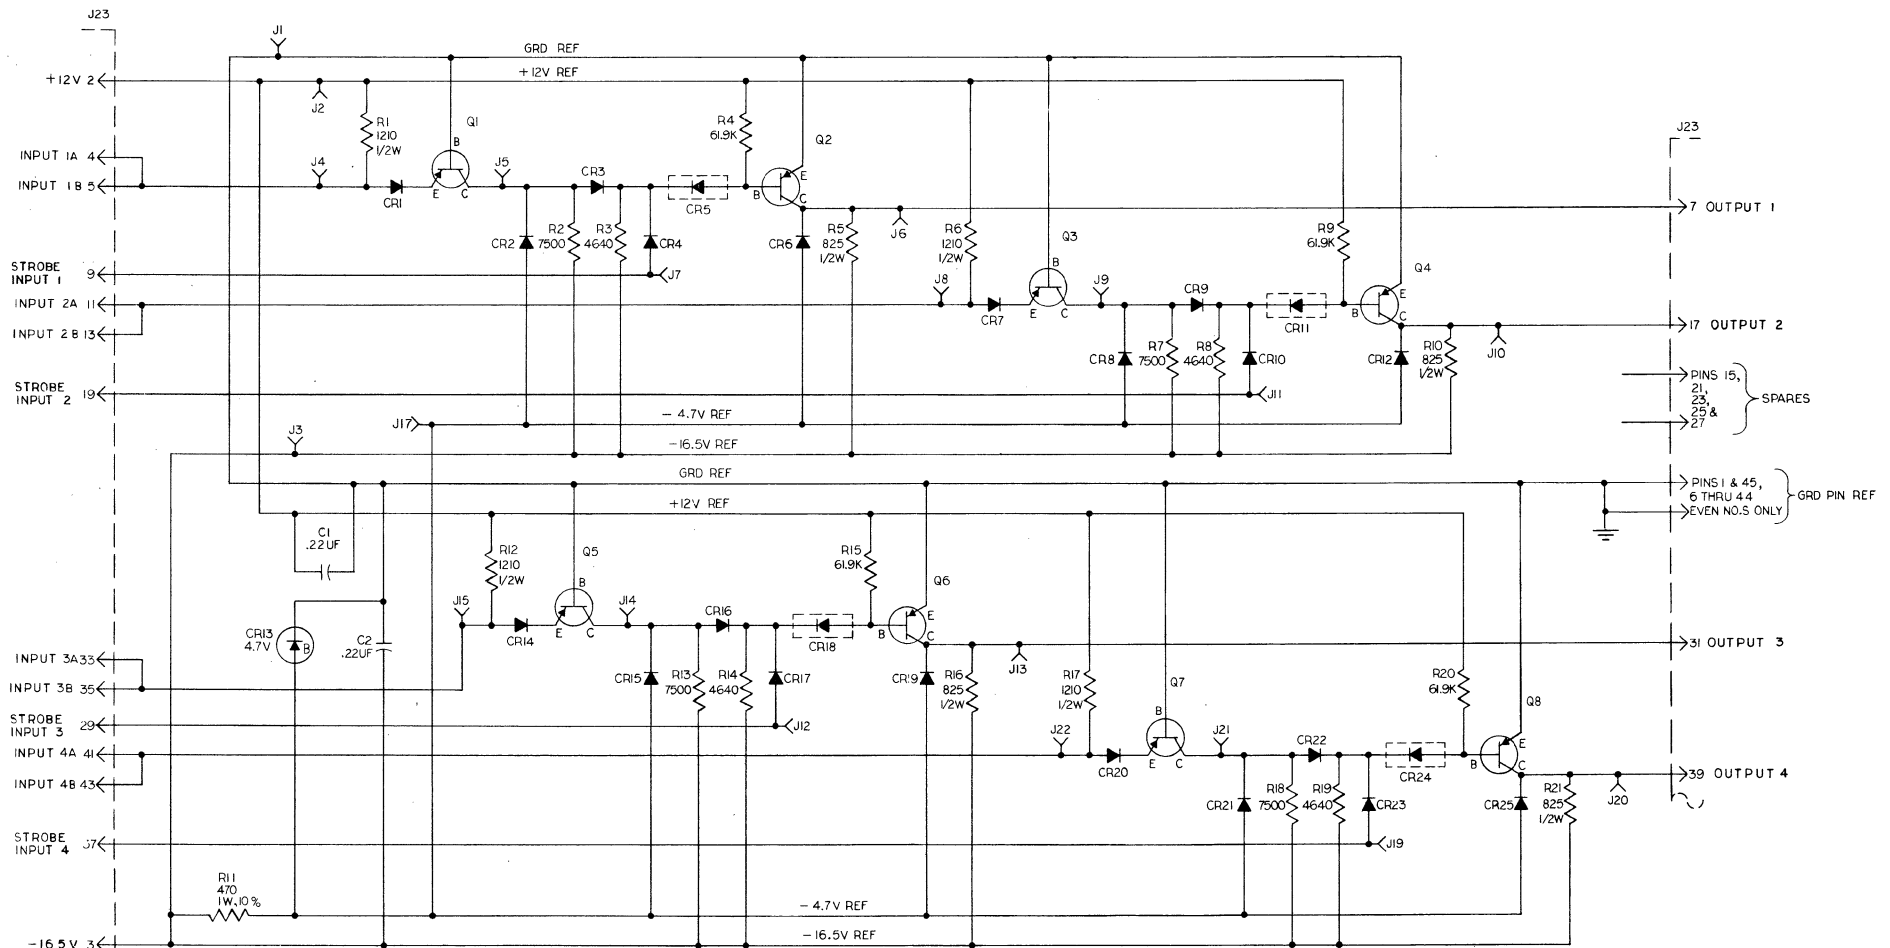 J23
J1
GRD REF
+12V REF
+12V 2
J2
R1
1210
1/2W
Q1
B
R4
61.9K
Q2
J23
INPUT 1A 4
INPUT 1B 5
J4
CR1
E C
J5
CR3
CR5
B
E
C
7 OUTPUT 1
J6
CR2
R2
7500
R3
4640
CR4
CR6
R5
825
1/2W
R6
1210
1/2W
Q3
B
R9
61.9K
Q4
STROBE
INPUT 1
9
J7
INPUT 2A 11
INPUT 2B 13
J8
CR7
E C
J9
CR9
CR11
B
E
C
17 OUTPUT 2
J10
CR8
R7
7500
R8
4640
CR10
CR12
R10
825
1/2W
STROBE
INPUT 2
19
J11
PINS 15,
21,
23,
25 &
27
SPARES
J17
- 4.7V REF
J3
-16.5V REF
GRD REF
PINS 1 & 45,
6 THRU 44
EVEN NO.S ONLY
GRD PIN REF
+12V REF
C1
.22UF
R12
1210
1/2W
Q5
B
R15
61.9K
Q6
J15
CR14
E C
J14
CR16
CR18
B
E
C
31 OUTPUT 3
J13
CR13
4.7V
B
C2
.22UF
INPUT 3A 33
INPUT 3B 35
CR15
R13
7500
R14
4640
CR17
CR19
R16
825
1/2W
R17
1210
1/2W
Q7
B
R20
61.9K
Q8
STROBE
INPUT 3
29
J12
INPUT 4A 41
INPUT 4B 43
J22
CR20
E C
J21
CR22
CR24
B
E
C
39 OUTPUT 4
J20
CR21
R18
7500
R19
4640
CR23
CR25
R21
825
1/2W
STROBE
INPUT 4
37
J19
R11
470
1W,10%
- 4.7V REF
-16.5V 3
-16.5V REF